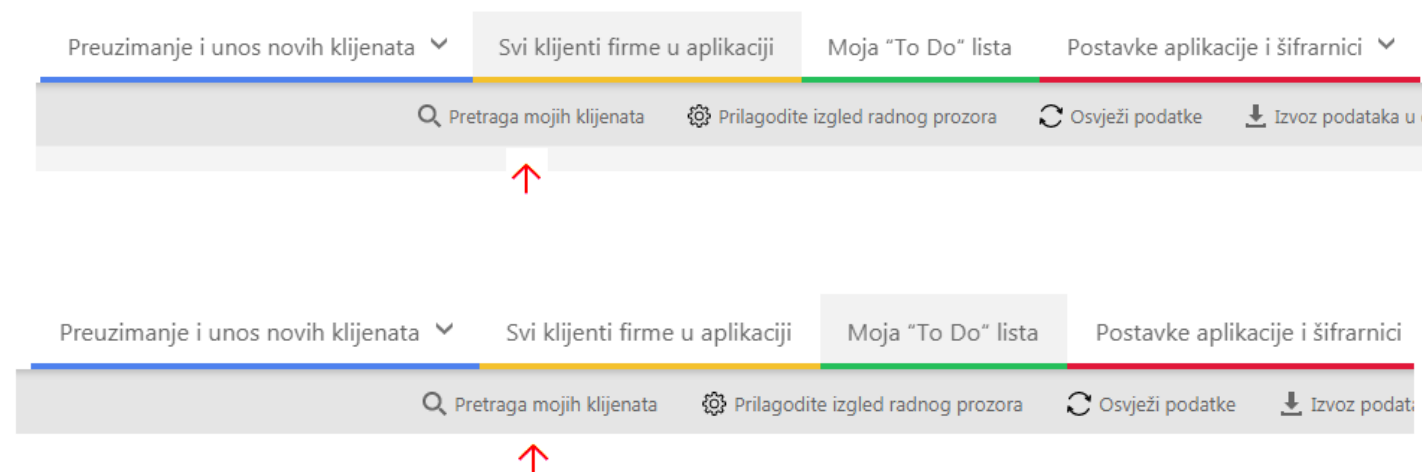 Preuzimanje i unos novih klijenata Svi klijenti firme u aplikaciji Moja “To Do” lista Postavke aplikacije i šifrarnici
Pretraga mojih klijenata Prilagodite izgled radnog prozora Osvježi podatke Izvoz podataka u
Preuzimanje i unos novih klijenata Svi klijenti firme u aplikaciji Moja “To Do” lista Postavke aplikacije i šifrarnici
Pretraga mojih klijenata Prilagodite izgled radnog prozora Osvježi podatke Izvoz podat